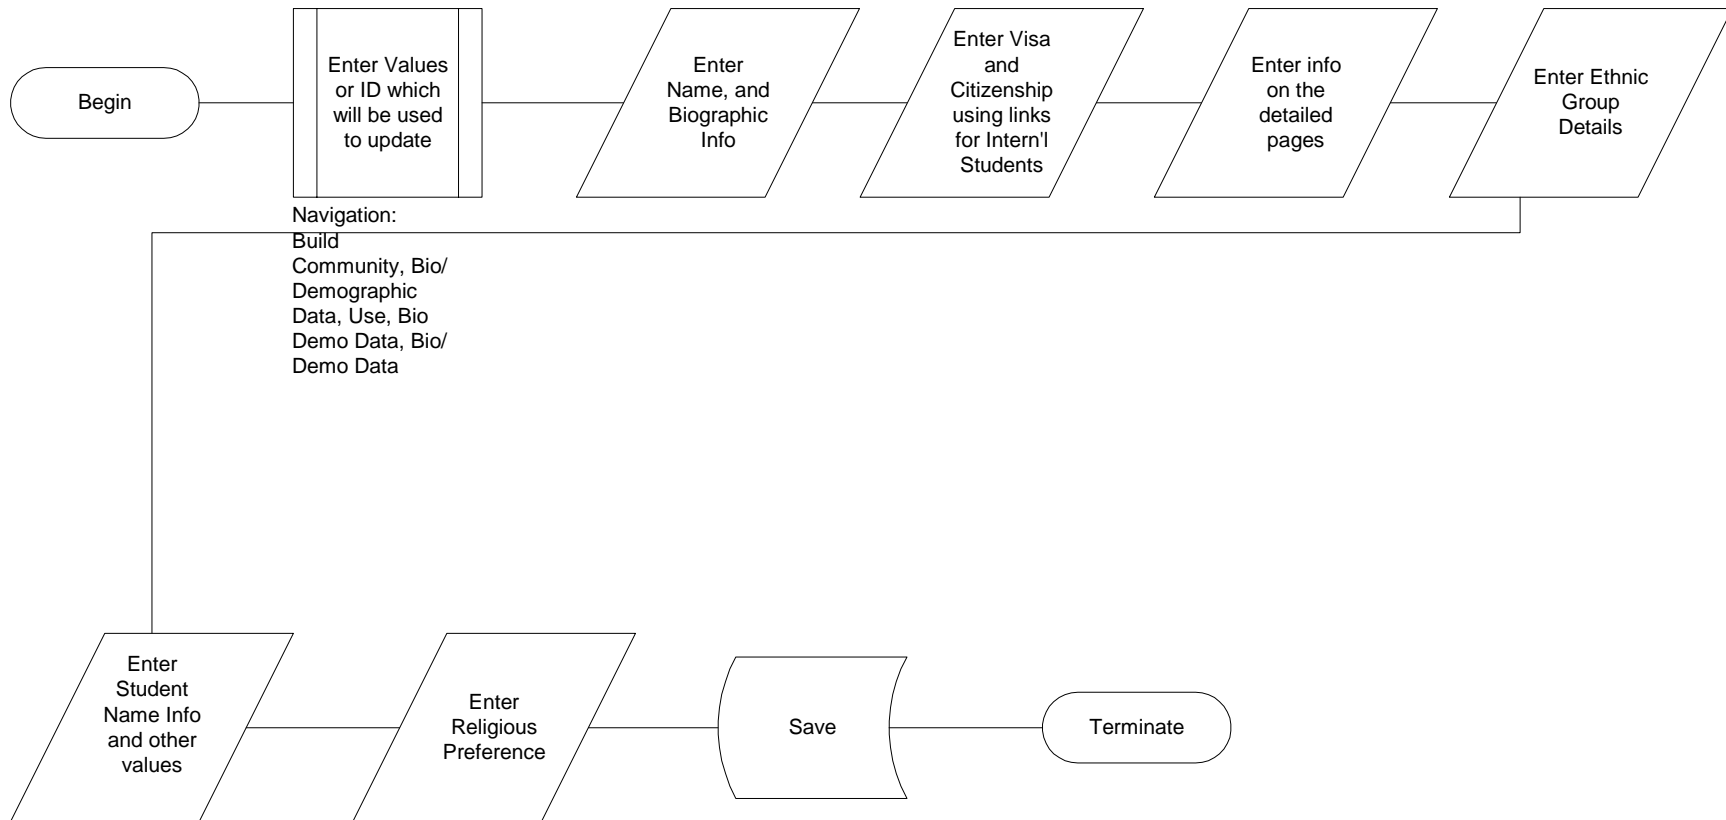 Begin
Enter Values
or ID which
will be used
to update
Enter
Name, and
Biographic
Info
Enter Visa
and
Citizenship
using links
for Intern'l
Students
Enter info
on the
detailed
pages
Enter Ethnic
Group
Details
Navigation:
Build
Community, Bio/
Demographic
Data, Use, Bio
Demo Data, Bio/
Demo Data
Enter
Student
Name Info
and other
values
Enter
Religious
Preference
Save
Terminate